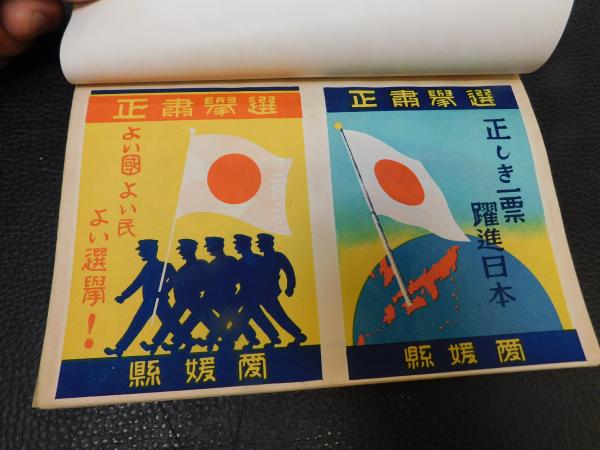 正肅擧選
よい國よい民
よい選擧!
縣媛愛
正肅擧選
正しき一票
躍進日本
縣媛愛